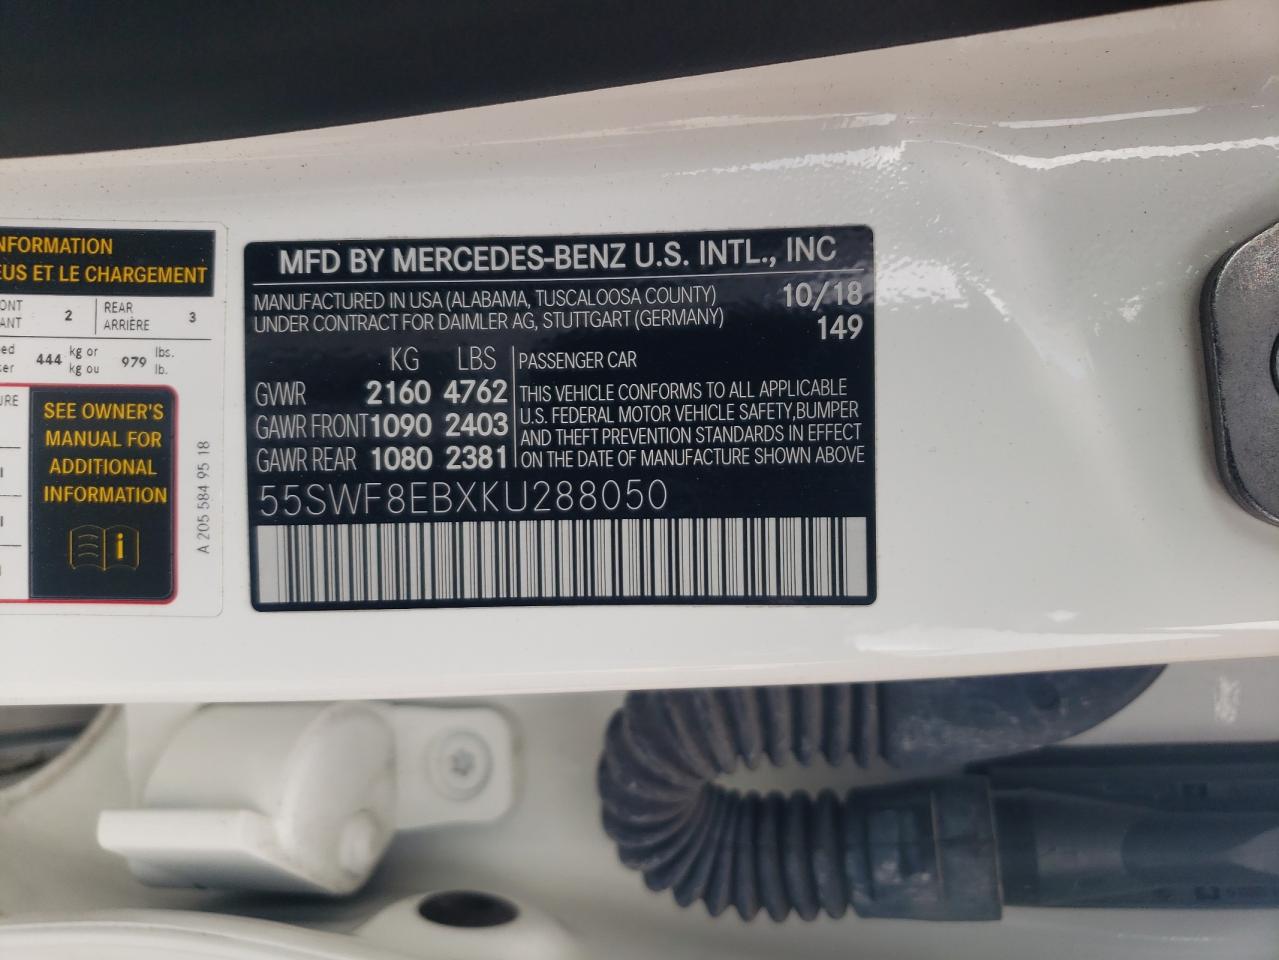 NFORMATION
EUS ET LE CHARGEMENT
ONT
ANT
2
REAR
ARRIÈRE
3
ed
ser
444
kg or
kg ou
979
lbs.
lb.
URE
SEE OWNER'S
MANUAL FOR
ADDITIONAL
INFORMATION
i
A 205 584 95 18
MFD BY MERCEDES-BENZ U.S. INTL., INC
MANUFACTURED IN USA (ALABAMA, TUSCALOOSA COUNTY) 10/18
UNDER CONTRACT FOR DAIMLER AG, STUTTGART (GERMANY) 149
KG LBS
GVWR 2160 4762
GAWR FRONT 1090 2403
GAWR REAR 1080 2381
PASSENGER CAR
THIS VEHICLE CONFORMS TO ALL APPLICABLE
U.S. FEDERAL MOTOR VEHICLE SAFETY,BUMPER
AND THEFT PREVENTION STANDARDS IN EFFECT
ON THE DATE OF MANUFACTURE SHOWN ABOVE
55SWF8EBXKU288050